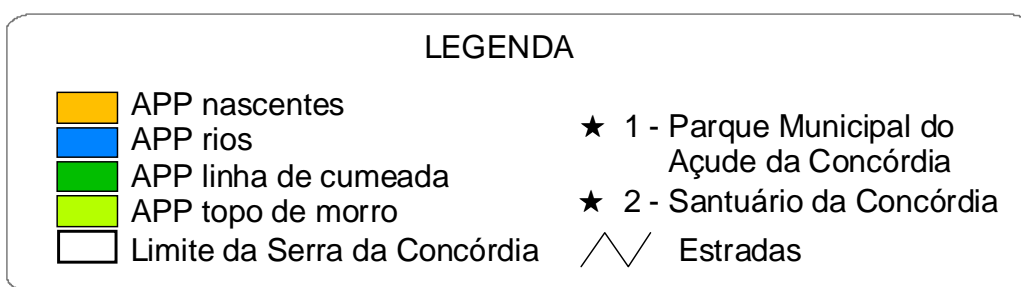 LEGENDA
APP nascentes
APP rios
APP linha de cumeada
APP topo de morro
Limite da Serra da Concórdia
★ 1 - Parque Municipal do
Açude da Concórdia
★ 2 - Santuário da Concórdia
Estradas